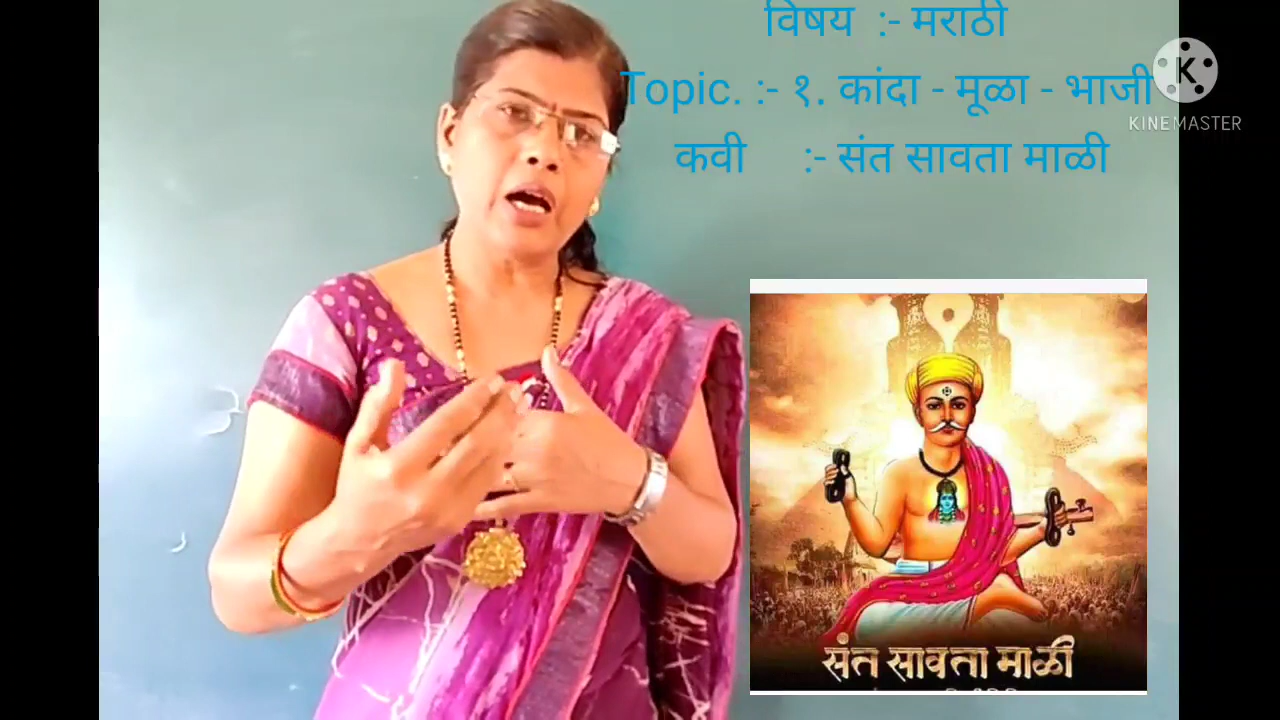 विषय :- मराठी
Topic. :- १. कांदा - मूळा - भाजी
कवी :- संत सावता माळी
K
KINEMASTER
संत सावता माळी